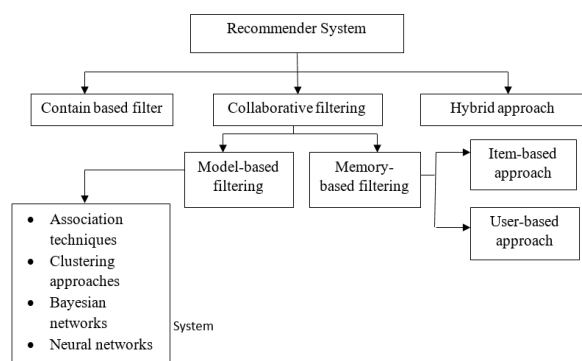 Recommender System
Contain based filter
Collaborative filtering
Hybrid approach
Model-based
filtering
Memory-
based filtering
Item-based
approach
User-based
approach
• Association
techniques
• Clustering
approaches
• Bayesian
networks
• Neural networks
System